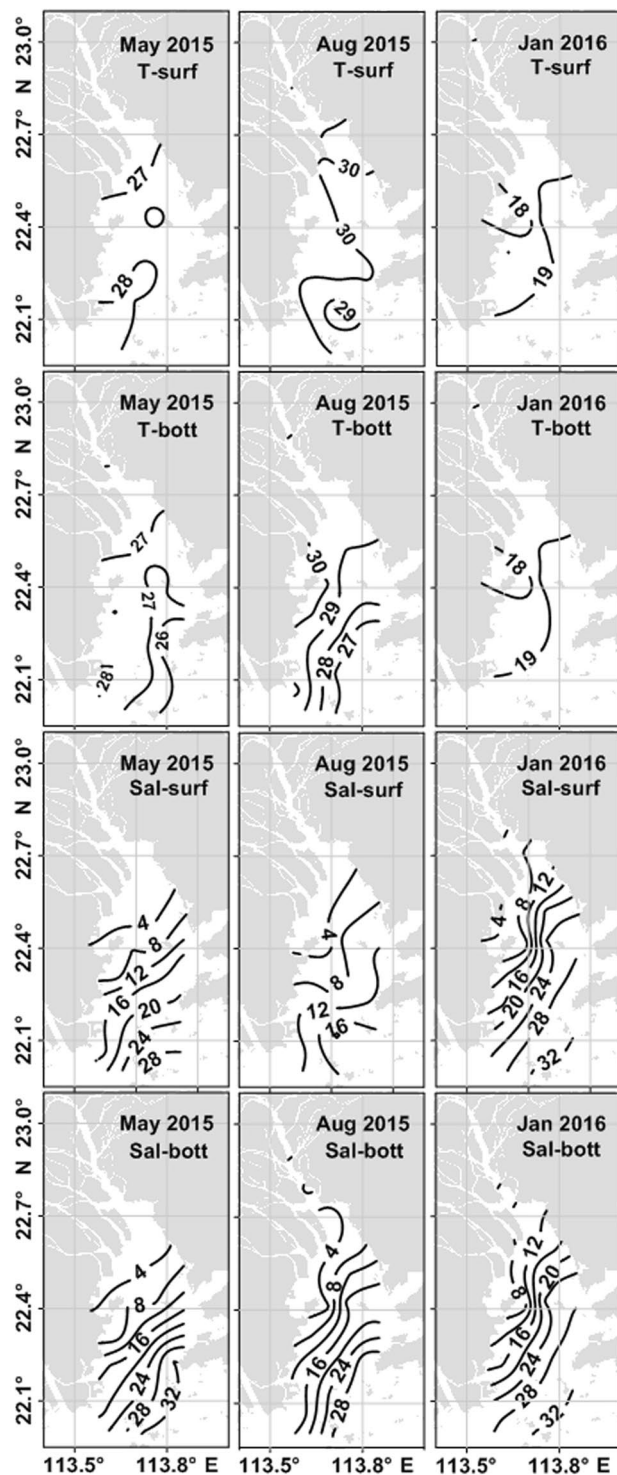 May 2015
T-surf
Aug 2015
T-surf
Jan 2016
T-surf
23.0°
N
22.7°
22.4°
22.1°
27
28
30
30
29
18
19
May 2015
T-bott
Aug 2015
T-bott
Jan 2016
T-bott
23.0°
N
22.7°
22.4°
22.1°
27
27
26
28
30
29
28
27
18
19
May 2015
Sal-surf
Aug 2015
Sal-surf
Jan 2016
Sal-surf
23.0°
N
22.7°
22.4°
22.1°
4
8
12
16
20
24
28
4
8
12
16
12
4
8
16
20
24
28
32
May 2015
Sal-bott
Aug 2015
Sal-bott
Jan 2016
Sal-bott
23.0°
N
22.7°
22.4°
22.1°
4
8
16
24
28
32
4
8
16
24
28
12
20
8
16
24
28
32
113.5° 113.8° E 113.5° 113.8° E 113.5° 113.8° E